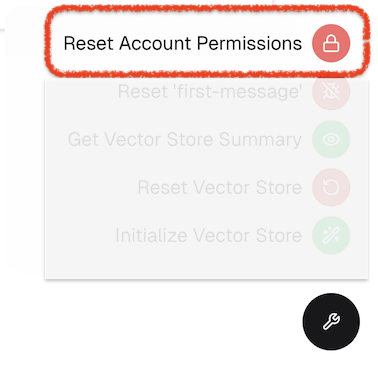 Reset Account Permissions
Reset 'first-message'
Get Vector Store Summary
Reset Vector Store
Initialize Vector Store